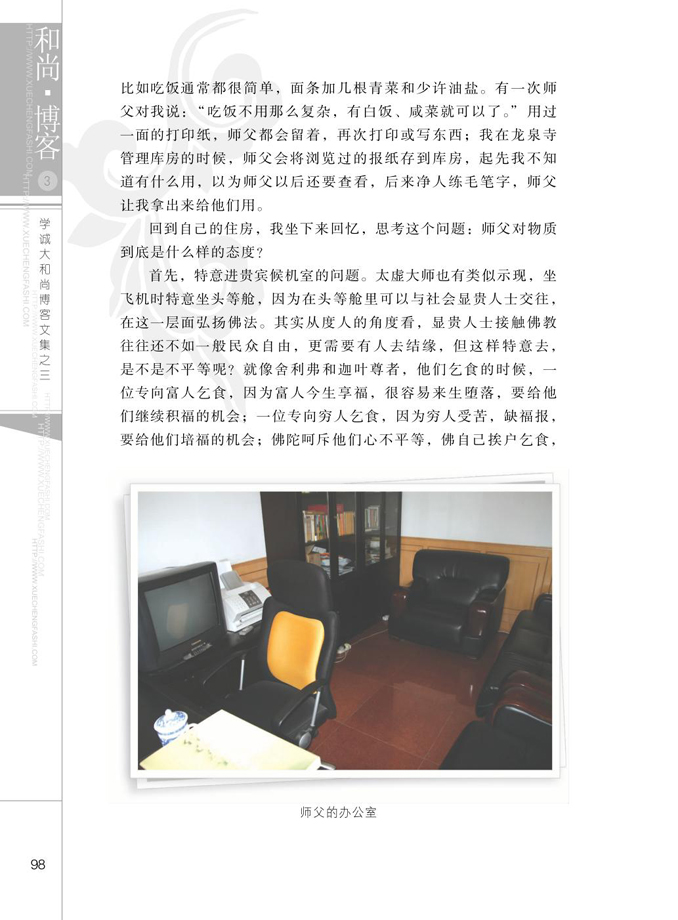 和尚·博客
3
学诚大和尚博客文集之三
HTTP://WWW.XUECHENGFASHI.COM
比如吃饭通常都很简单，面条加几根青菜和少许油盐。有一次师
父对我说：“吃饭不用那么复杂，有白饭、咸菜就可以了。”用过
一面的打印纸，师父都会留着，再次打印或写东西；我在龙泉寺
管理库房的时候，师父会将浏览过的报纸存到库房，起先我不知
道有什么用，以为师父以后还要查看，后来净人练毛笔字，师父
让我拿出来给他们用。
回到自己的住房，我坐下来回忆，思考这个问题：师父对物质
到底是什么样的态度？
首先，特意进贵宾候机室的问题。太虚大师也有类似示现，坐
飞机时特意坐头等舱，因为在头等舱里可以与社会显贵人士交往，
在这一层面弘扬佛法。其实从度人的角度看，显贵人士接触佛教
往往还不如一般民众自由，更需要有人去结缘，但这样特意去，
是不是不平等呢？就像舍利弗和迦叶尊者，他们乞食的时候，一
位专向富人乞食，因为富人今生享福，很容易来生堕落，要给他
们继续积福的机会；一位专向穷人乞食，因为穷人受苦，缺福报，
要给他们培福的机会；佛陀呵斥他们心不平等，佛自己挨户乞食，
师父的办公室
98